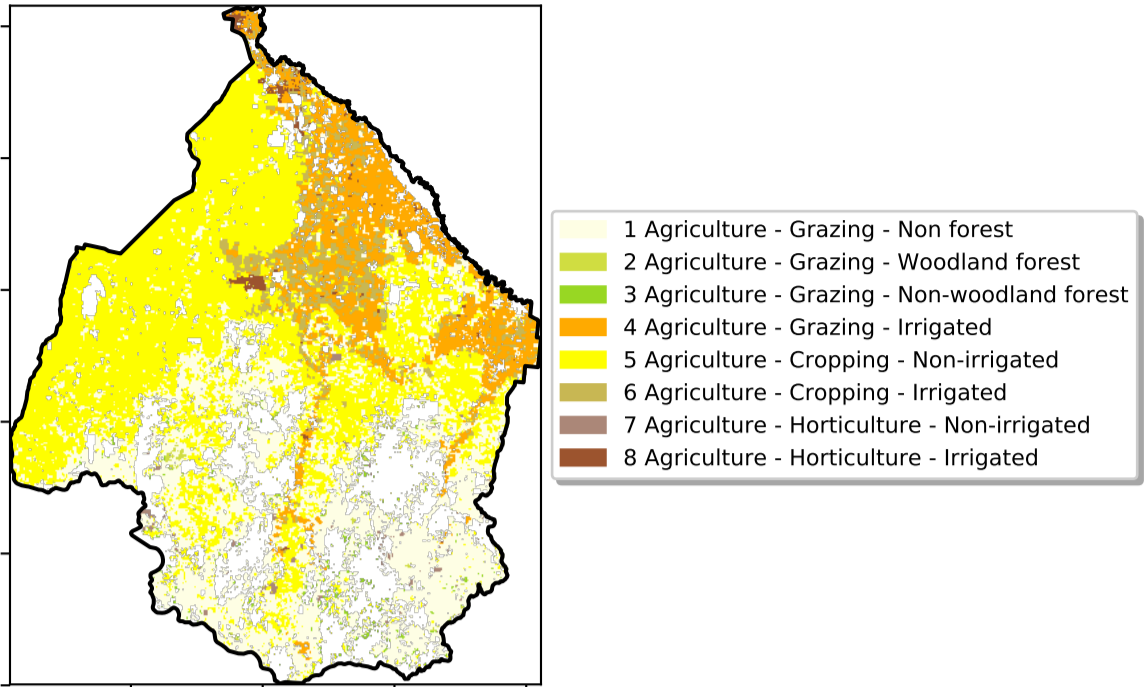 1 Agriculture - Grazing - Non forest
2 Agriculture - Grazing - Woodland forest
3 Agriculture - Grazing - Non-woodland forest
4 Agriculture - Grazing - Irrigated
5 Agriculture - Cropping - Non-irrigated
6 Agriculture - Cropping - Irrigated
7 Agriculture - Horticulture - Non-irrigated
8 Agriculture - Horticulture - Irrigated